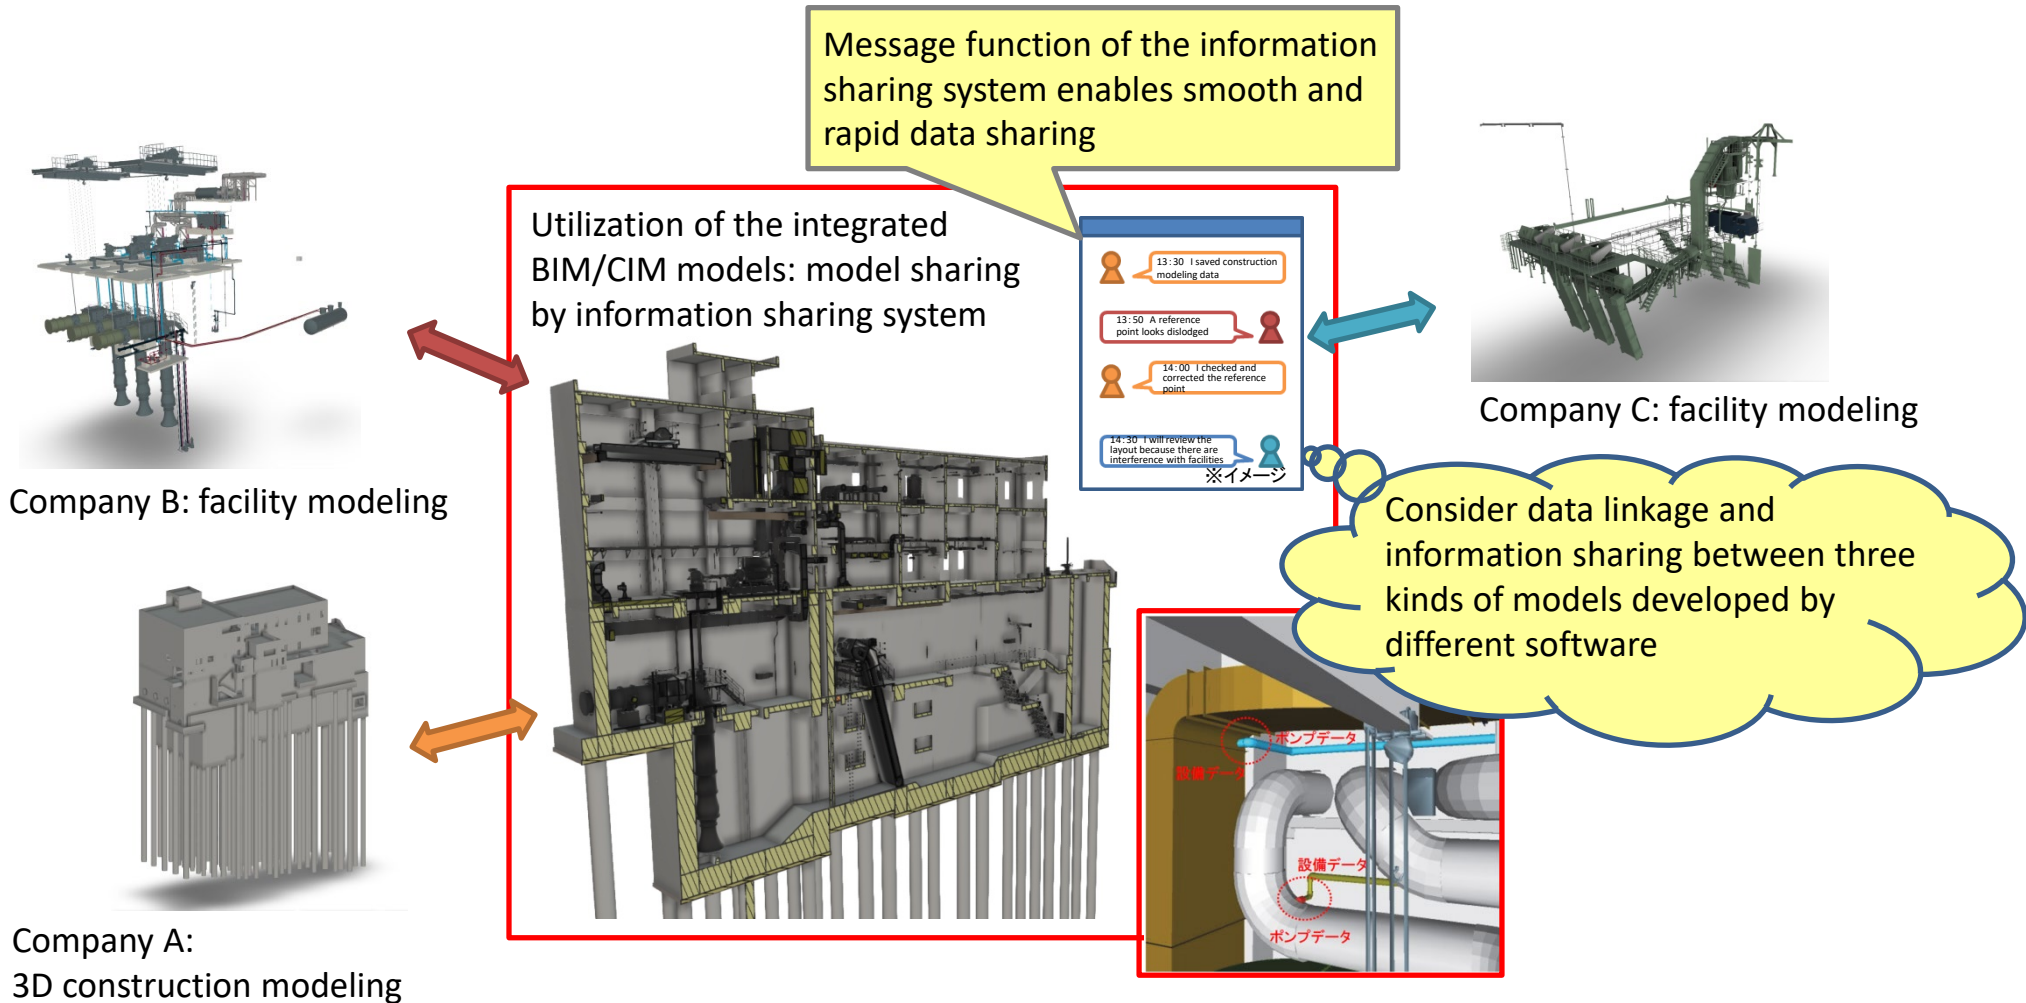 Message function of the information
sharing system enables smooth and
rapid data sharing
Utilization of the integrated
BIM/CIM models: model sharing
by information sharing system
13:30 I saved construction
modeling data
13:50 A reference
point looks dislodged
14:00 I checked and
corrected the reference
point
14:30 I will review the
layout because there are
interference with facilities
※イメージ
Company B: facility modeling
Company C: facility modeling
Consider data linkage and
information sharing between three
kinds of models developed by
different software
ポンプデータ
設備データ
設備データ
ポンプデータ
Company A:
3D construction modeling